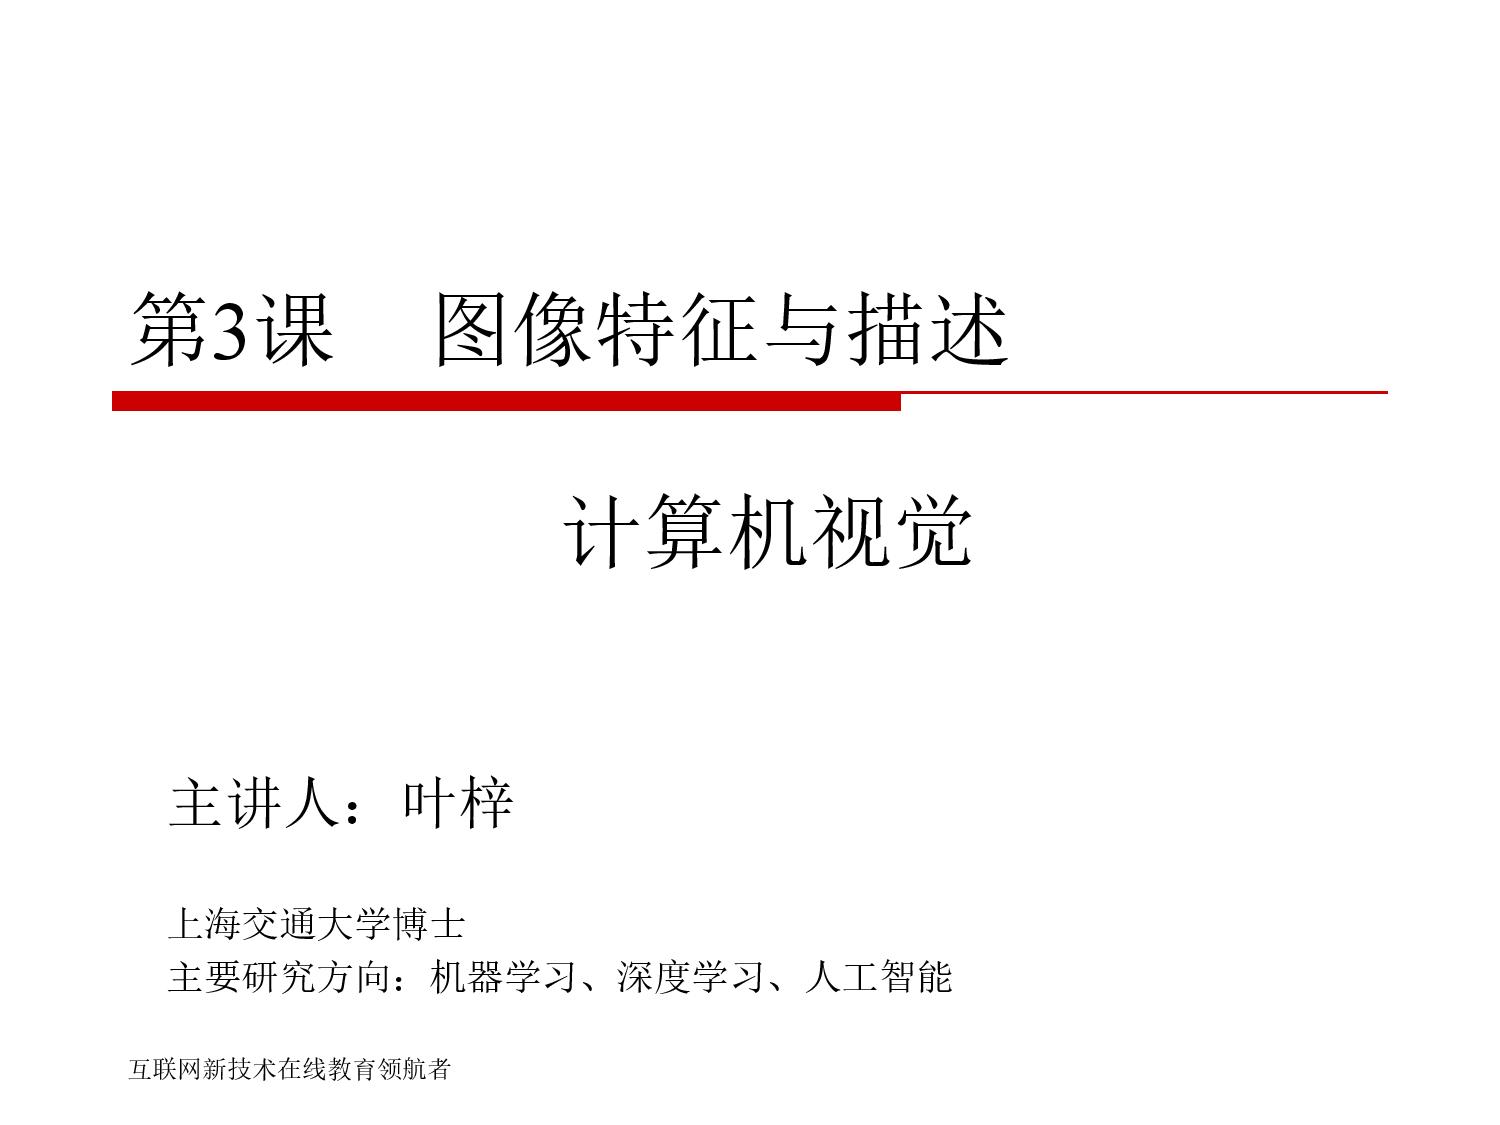 第3课　图像特征与描述
计算机视觉
主讲人：叶梓
上海交通大学博士
主要研究方向：机器学习、深度学习、人工智能
互联网新技术在线教育领航者